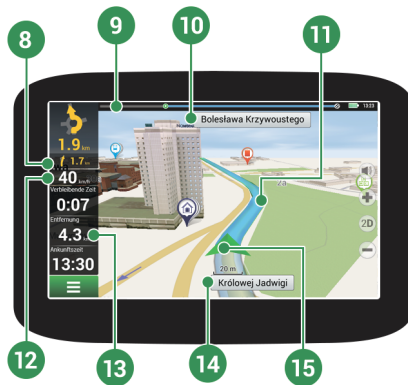 9
10
11
8
13:23
Bolesława Krzywoustego
1.9 km
1.7 km
40 km/h
Verbleibende Zeit
0:07
Entfernung
4.3
Ankunftszeit
13:30
7a
2D
20 m
Królowej Jadwigi
12
13
14
15